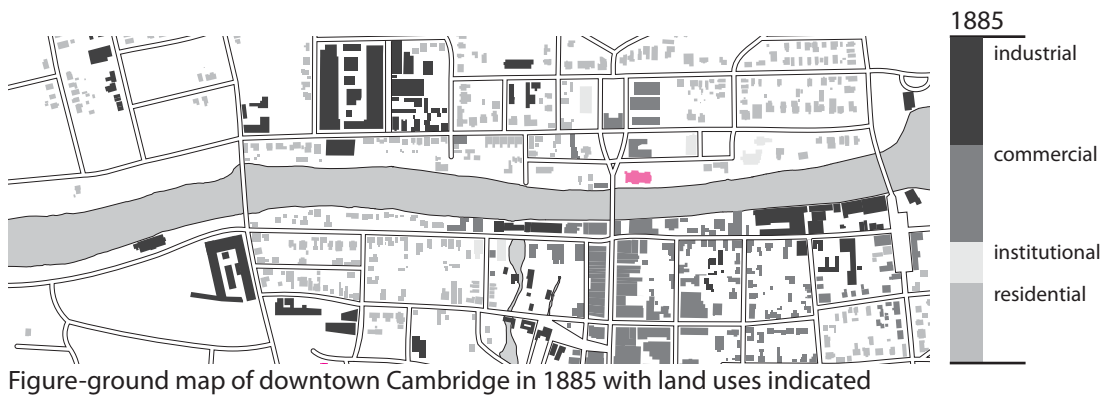 1885
industrial
commercial
institutional
residential
Figure-ground map of downtown Cambridge in 1885 with land uses indicated